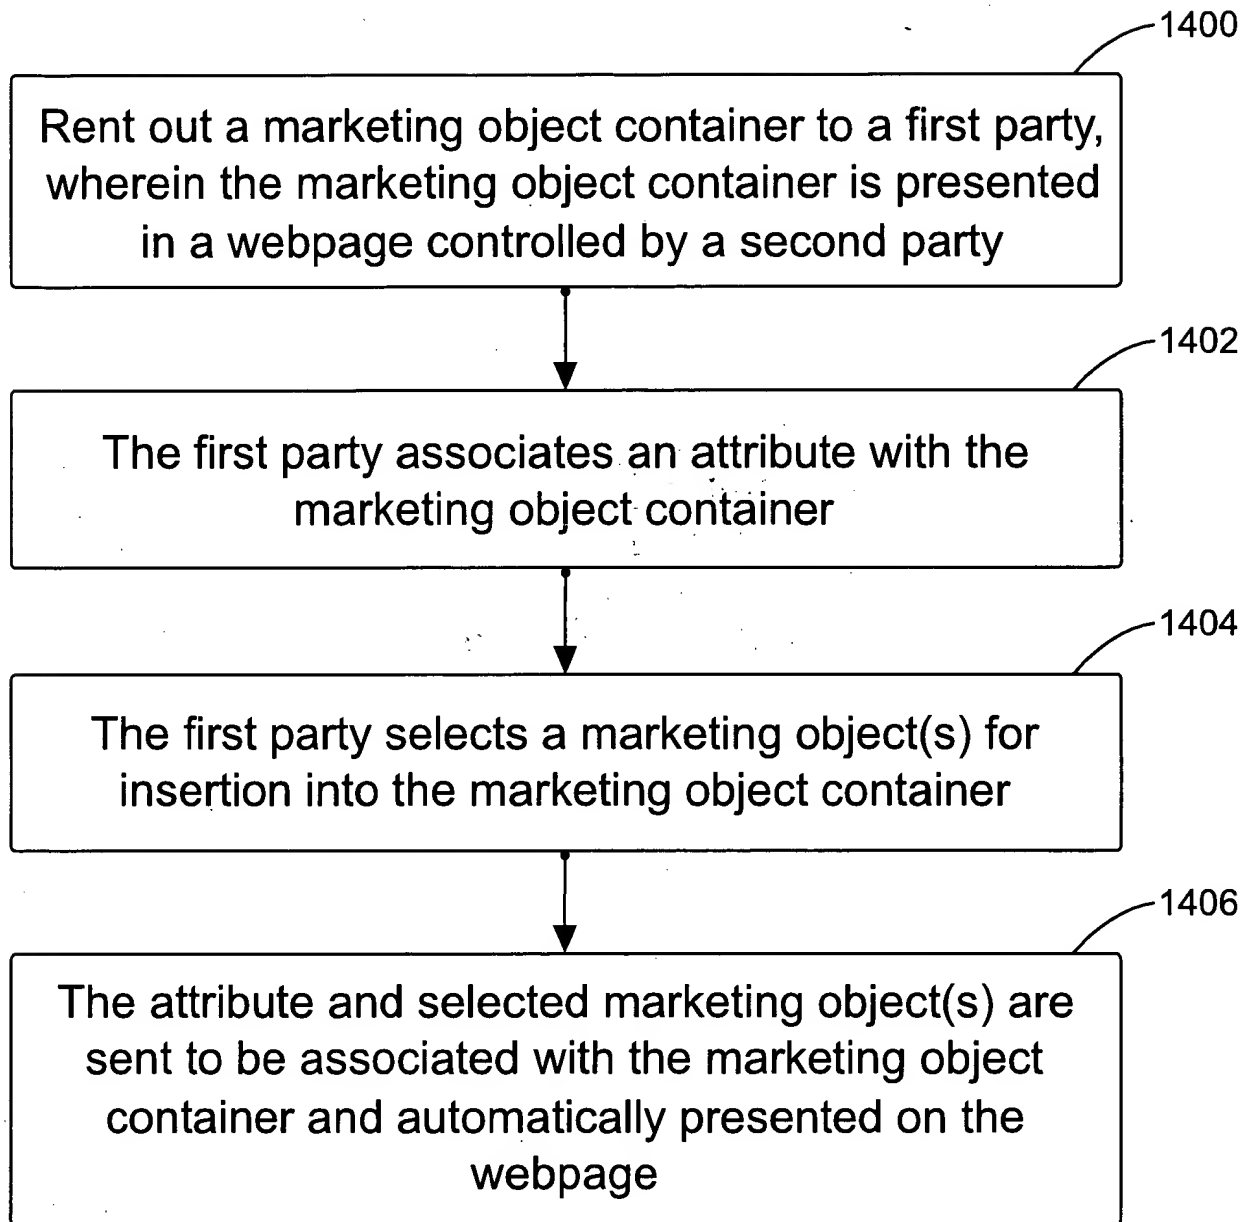 1400
Rent out a marketing object container to a first party,
wherein the marketing object container is presented
in a webpage controlled by a second party
1402
The first party associates an attribute with the
marketing object container
1404
The first party selects a marketing object(s) for
insertion into the marketing object container
1406
The attribute and selected marketing object(s) are
sent to be associated with the marketing object
container and automatically presented on the
webpage